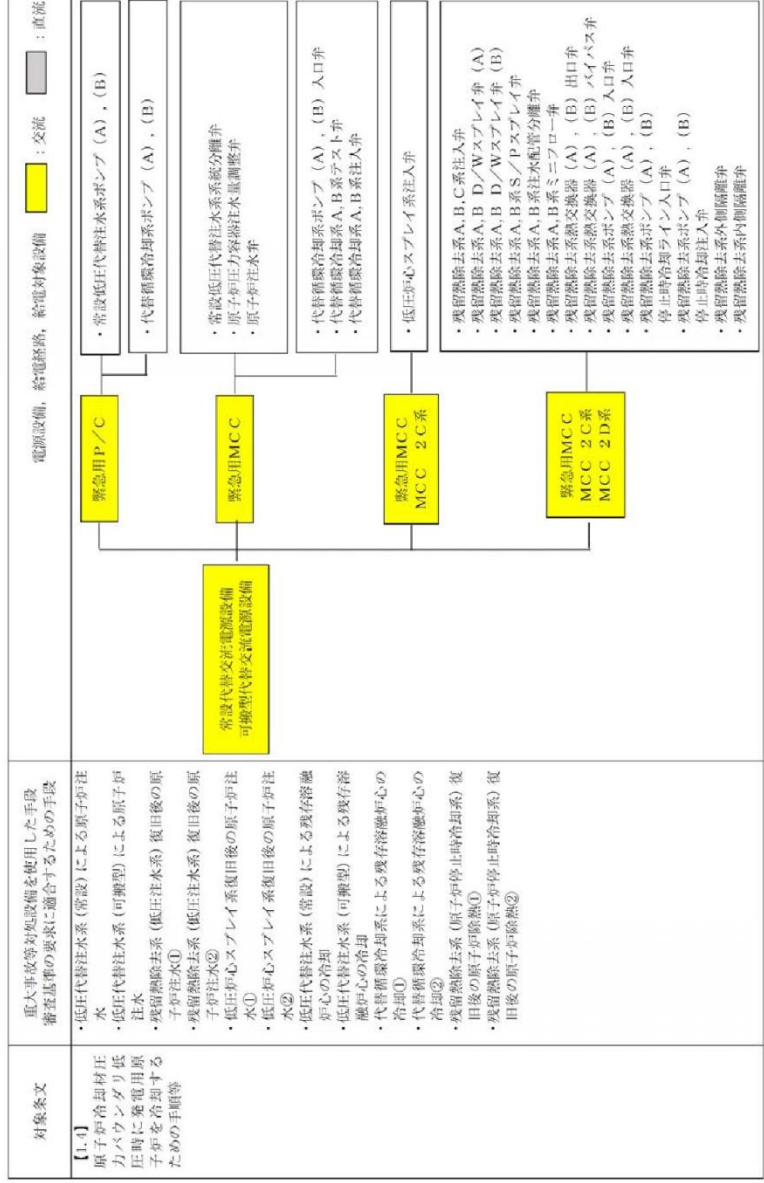 対象条文
重大事故等対処設備を使用した手段
審査基準の要求に適合するための手段
電源設備，給電経路，給電対象設備
：交流
：直流
【1.4】
原子炉冷却材圧
力バウンダリ低
圧時に発電用原
子炉を冷却する
ための手順等
・低圧代替注水系(常設)による原子炉注
水
・低圧代替注水系(可搬型)による原子炉
注水
・残留熱除去系(低圧注水系)復旧後の原
子炉注水①
・残留熱除去系(低圧注水系)復旧後の原
子炉注水②
・低圧炉心スプレイ系復旧後の原子炉注
水①
・低圧炉心スプレイ系復旧後の原子炉注
水②
・低圧代替注水系(常設)による残存溶融
炉心の冷却
・低圧代替注水系(可搬型)による残存溶
融炉心の冷却
・代替循環冷却系による残存溶融炉心の
冷却①
・代替循環冷却系による残存溶融炉心の
冷却②
・残留熱除去系(原子炉停止時冷却系)復
旧後の原子炉除熱①
・残留熱除去系(原子炉停止時冷却系)復
旧後の原子炉除熱②
常設代替交流電源設備
可搬型代替交流電源設備
緊急用Ｐ／Ｃ
・常設低圧代替注水系ポンプ（Ａ），（Ｂ）
・代替循環冷却系ポンプ（Ａ），（Ｂ）
緊急用ＭＣＣ
・常設低圧代替注水系系統分離弁
・原子炉圧力容器注水量調整弁
・原子炉注水弁
・代替循環冷却系ポンプ（Ａ），（Ｂ）入口弁
・代替循環冷却系Ａ,Ｂ系テスト弁
・代替循環冷却系Ａ,Ｂ系注入弁
緊急用ＭＣＣ
ＭＣＣ　２Ｃ系
・低圧炉心スプレイ系注入弁
緊急用ＭＣＣ
ＭＣＣ　２Ｃ系
ＭＣＣ　２Ｄ系
・残留熱除去系Ａ,Ｂ,Ｃ系注入弁
・残留熱除去系Ａ,Ｂ Ｄ／Ｗスプレイ弁（Ａ）
・残留熱除去系Ａ,Ｂ Ｄ／Ｗスプレイ弁（Ｂ）
・残留熱除去系Ａ,Ｂ系Ｓ／Ｐスプレイ弁
・残留熱除去系Ａ,Ｂ系注水配管分離弁
・残留熱除去系Ａ,Ｂ系ミニフロー弁
・残留熱除去系熱交換器（Ａ），（Ｂ）出口弁
・残留熱除去系熱交換器（Ａ），（Ｂ）バイパス弁
・残留熱除去系ポンプ（Ａ），（Ｂ）入口弁
・残留熱除去系熱交換器（Ａ），（Ｂ）入口弁
・残留熱除去系ポンプ（Ａ），（Ｂ）
停止時冷却ライン入口弁
・残留熱除去系ポンプ（Ａ），（Ｂ）
停止時冷却注入弁
・残留熱除去系外側隔離弁
・残留熱除去系内側隔離弁